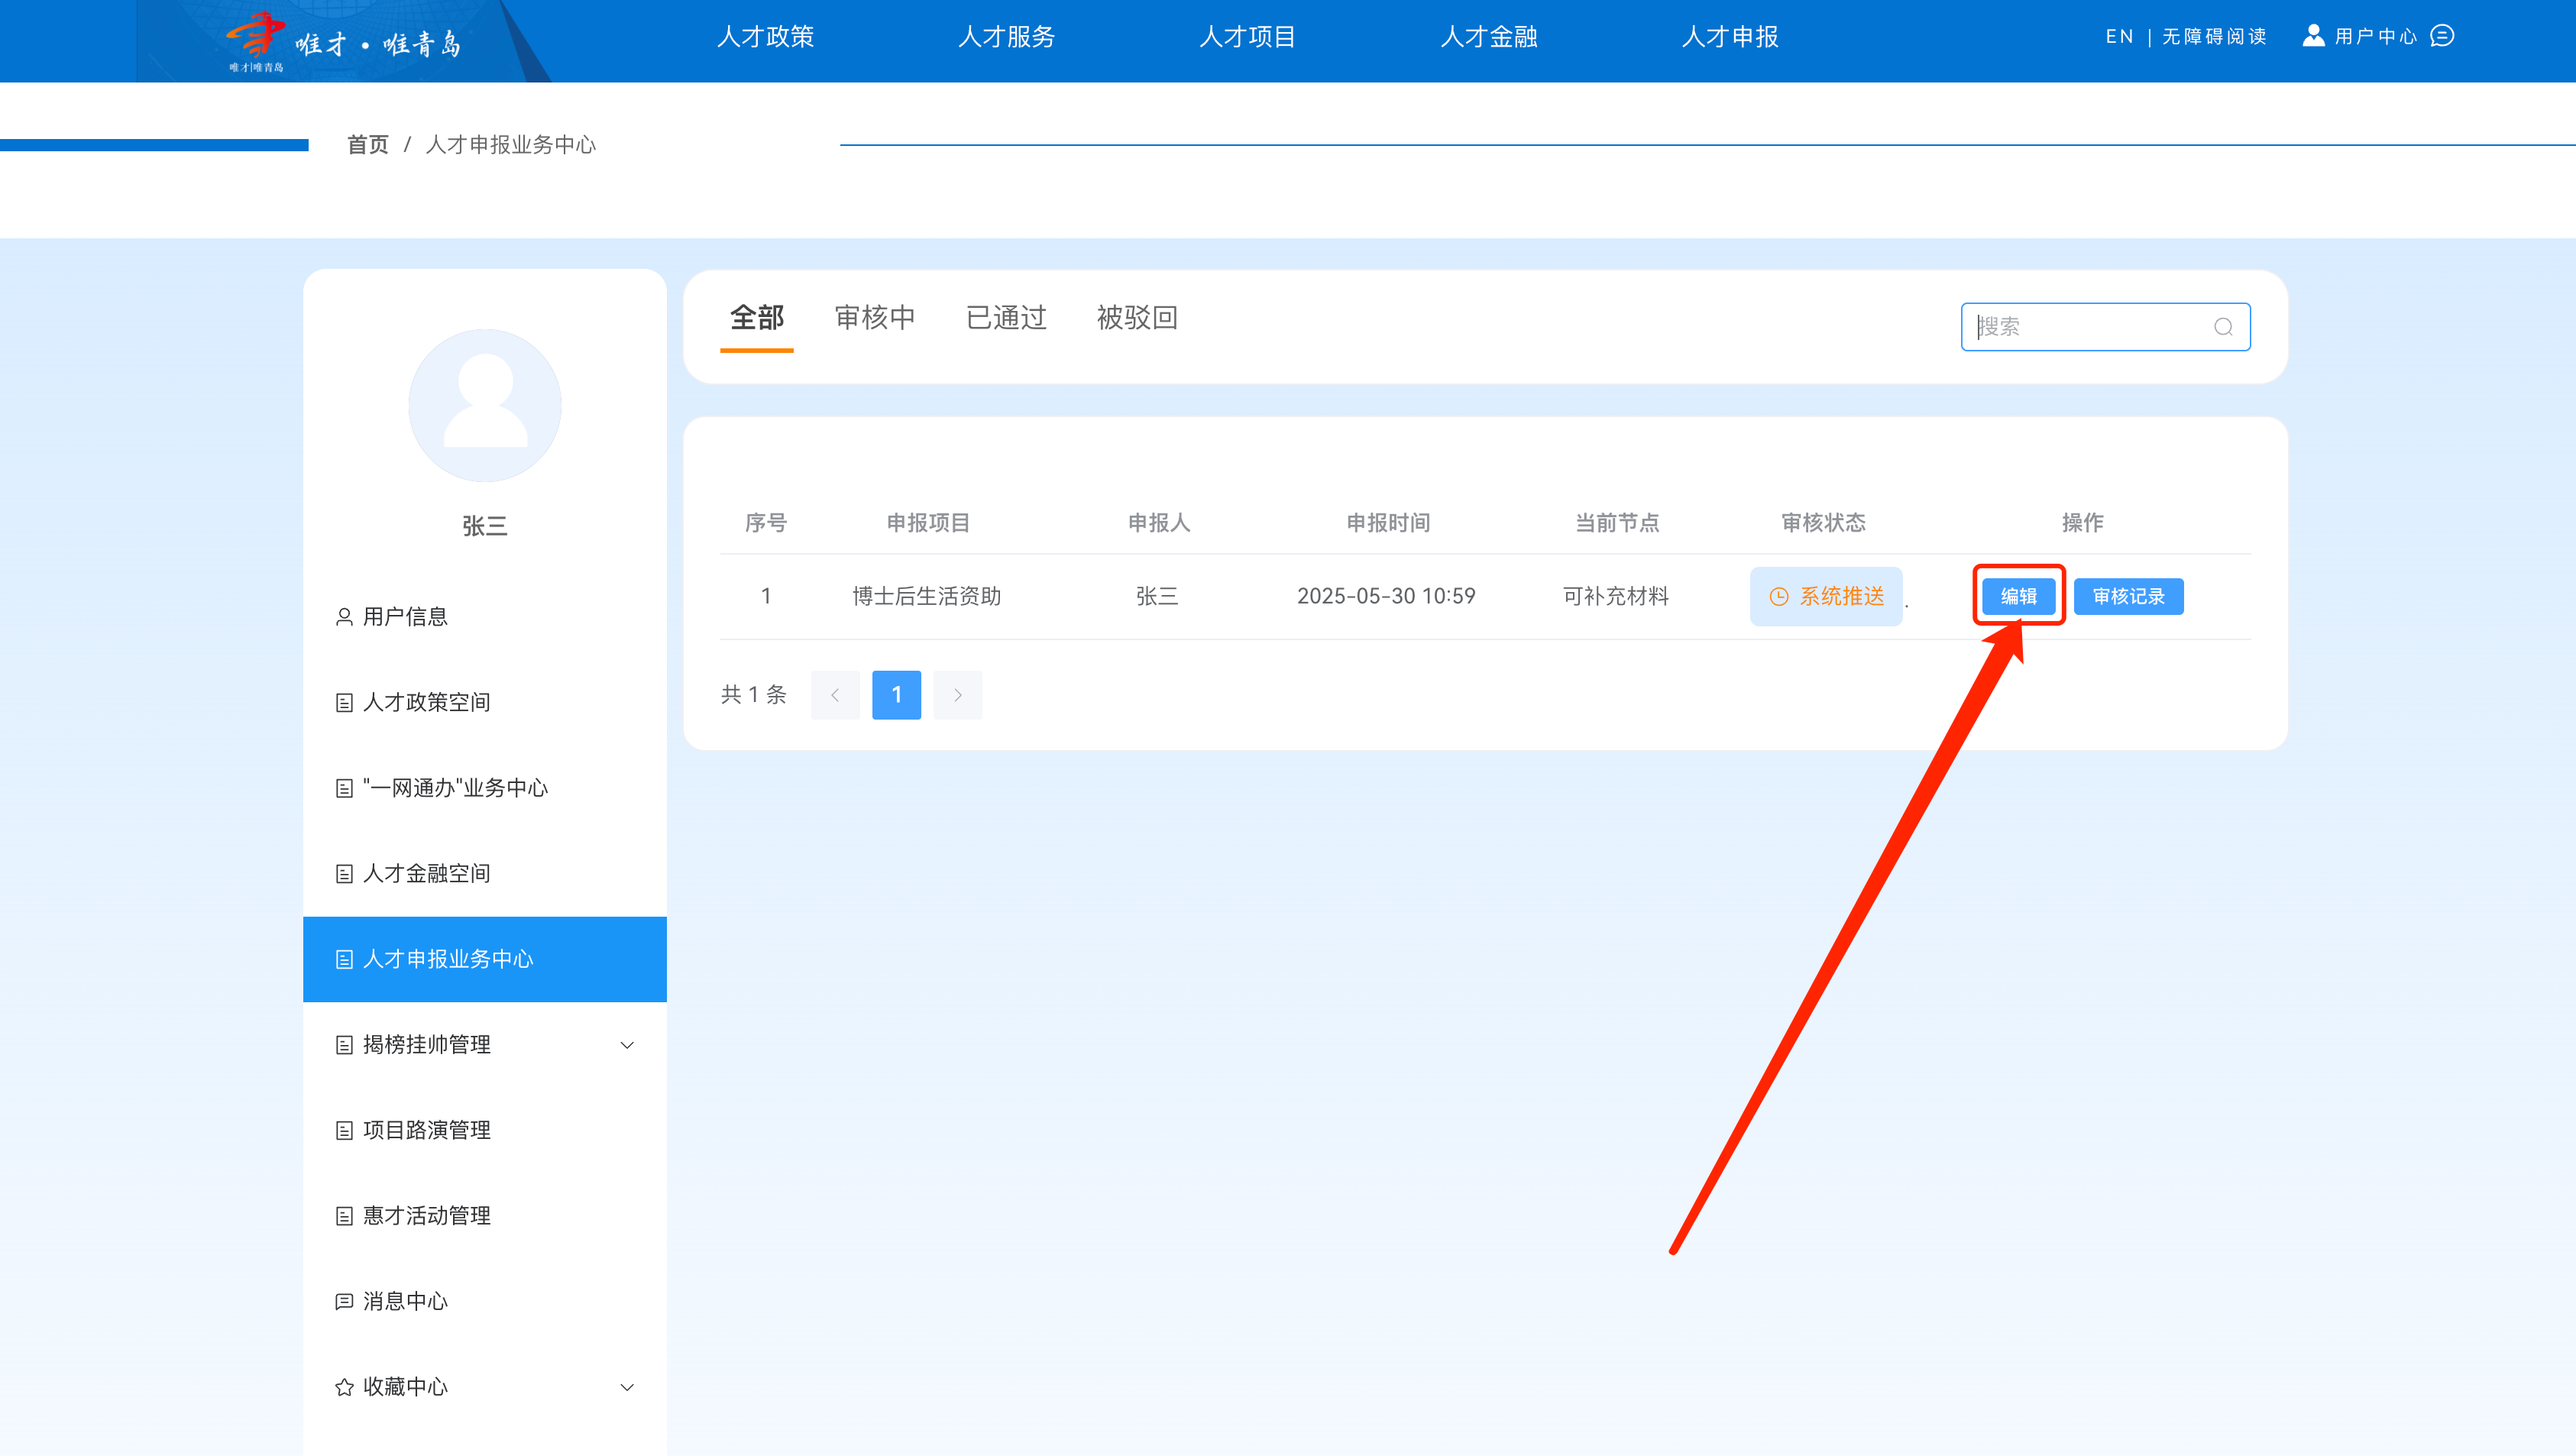 唯才·唯青岛
唯才|唯青岛
人才政策 人才服务 人才项目 人才金融 人才申报
EN | 无障碍阅读 用户中心
首页 / 人才申报业务中心
张三
用户信息
人才政策空间
"一网通办"业务中心
人才金融空间
人才申报业务中心
揭榜挂帅管理
项目路演管理
惠才活动管理
消息中心
收藏中心
全部 审核中 已通过 被驳回
搜索
序号 申报项目 申报人 申报时间 当前节点 审核状态 操作
1 博士后生活资助 张三 2025-05-30 10:59 可补充材料 系统推送 . 编辑 审核记录
共 1 条 1